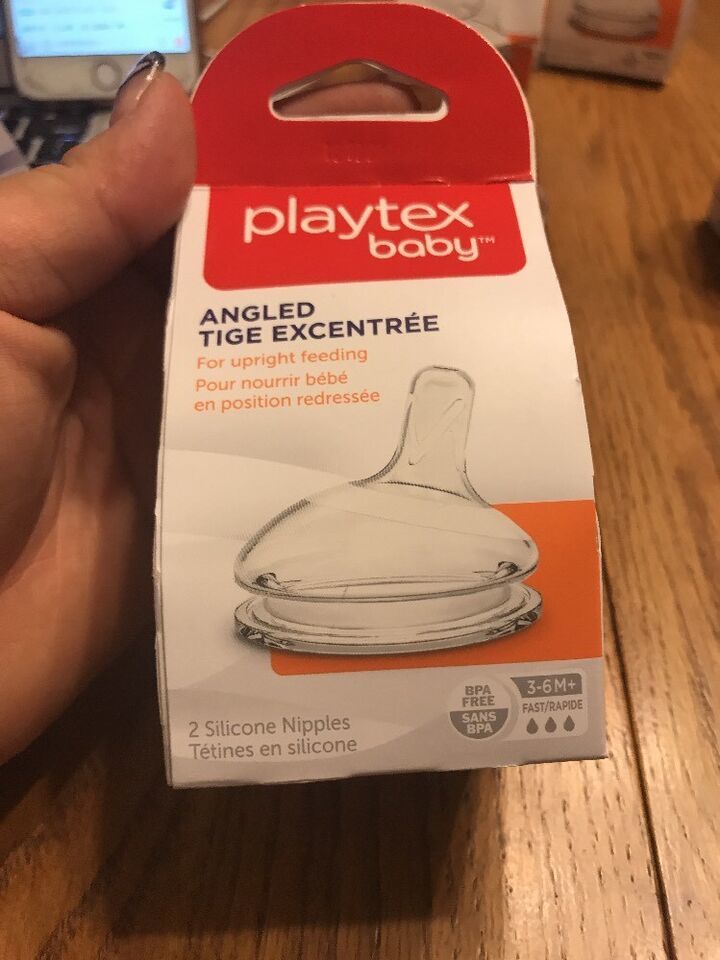 playtex
baby™
ANGLED
TIGE EXCENTRÉE
For upright feeding
Pour nourrir bébé
en position redressée
BPA
FREE
SANS
BPA
3-6M+
FAST/RAPIDE
2 Silicone Nipples
Tétines en silicone